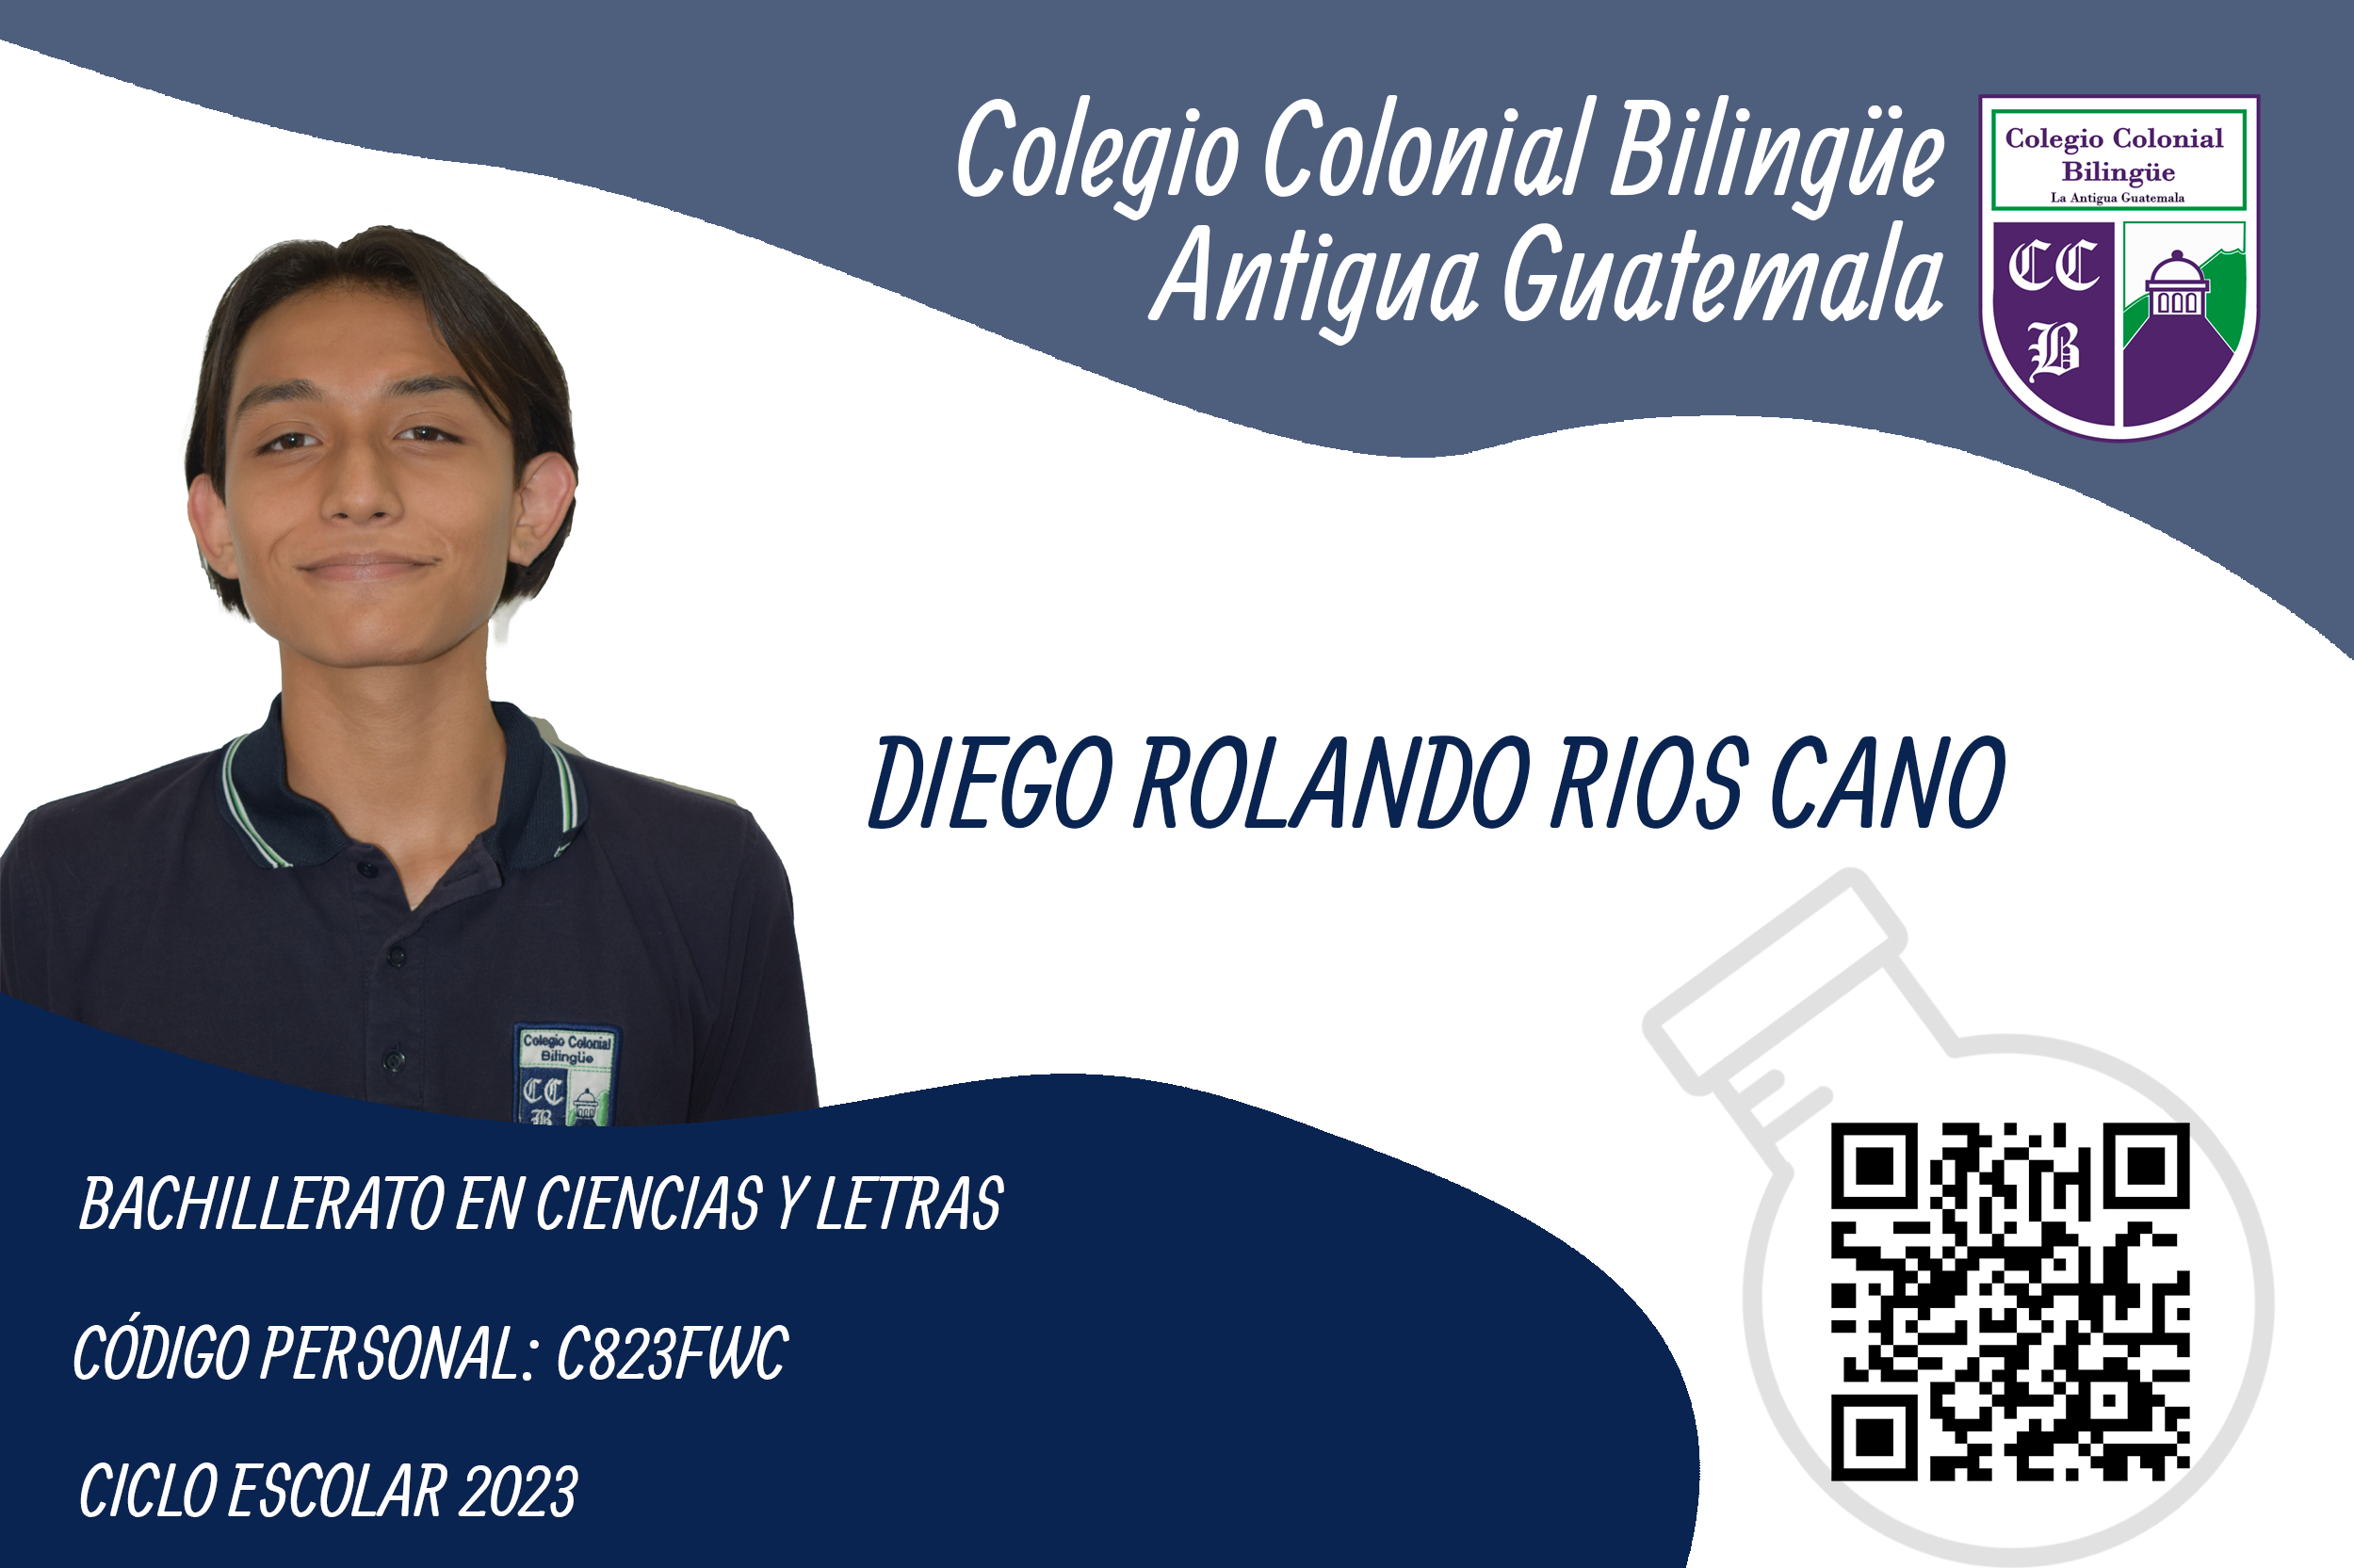 Colegio Colonial Bilingüe
Antigua Guatemala
Colegio Colonial
Bilingüe
La Antigua Guatemala
CC
B
DIEGO ROLANDO RIOS CANO
Colegio Colonial
Bilingüe
CC
B
BACHILLERATO EN CIENCIAS Y LETRAS
CÓDIGO PERSONAL: C823FWC
CICLO ESCOLAR 2023